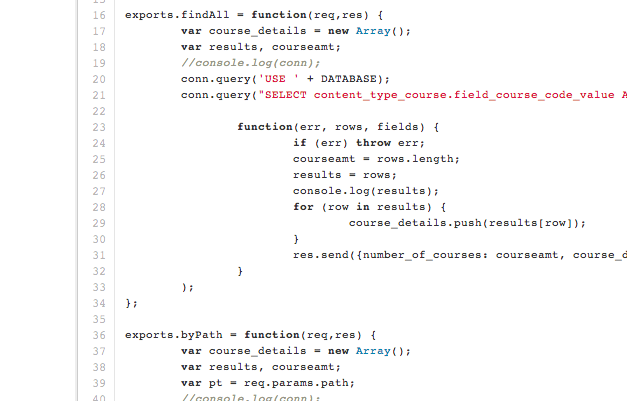 16 exports.findAll = function(req,res) {
17 var course_details = new Array();
18 var results, courseamt;
19 //console.log(conn);
20 conn.query('USE ' + DATABASE);
21 conn.query("SELECT content_type_course.field_course_code_value A
22
23 function(err, rows, fields) {
24 if (err) throw err;
25 courseamt = rows.length;
26 results = rows;
27 console.log(results);
28 for (row in results) {
29 course_details.push(results[row]);
30 }
31 res.send({number_of_courses: courseamt, course_d
32 }
33 );
34 };
35
36 exports.byPath = function(req,res) {
37 var course_details = new Array();
38 var results, courseamt;
39 var pt = req.params.path;
40 //console.log(conn);